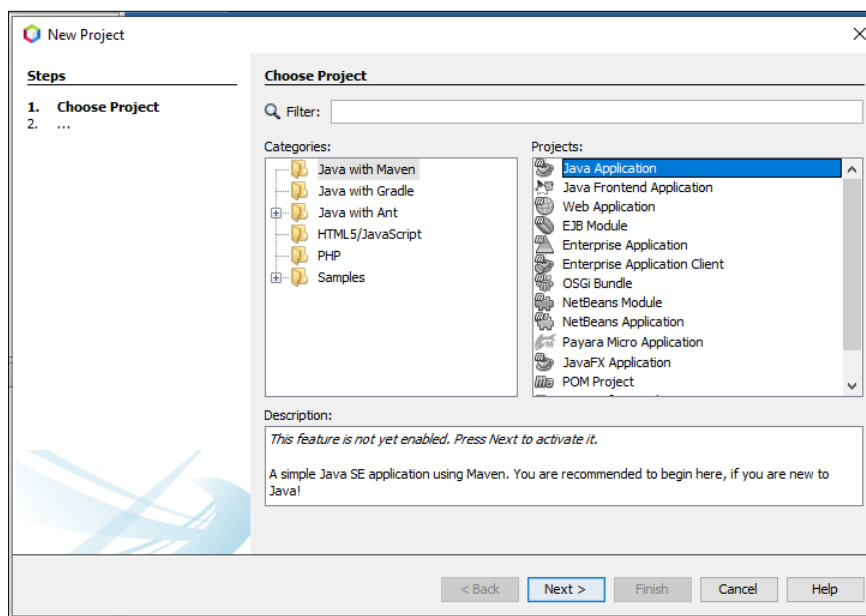 New Project
Steps
1. Choose Project
2. ...
Choose Project
Filter:
Categories:
Java with Maven
Java with Gradle
Java with Ant
HTML5/JavaScript
PHP
Samples
Projects:
Java Application
Java Frontend Application
Web Application
EJB Module
Enterprise Application
Enterprise Application Client
OSGi Bundle
NetBeans Module
NetBeans Application
Payara Micro Application
JavaFX Application
POM Project
Description:
This feature is not yet enabled. Press Next to activate it.
A simple Java SE application using Maven. You are recommended to begin here, if you are new to
Java!
< Back
Next >
Finish
Cancel
Help